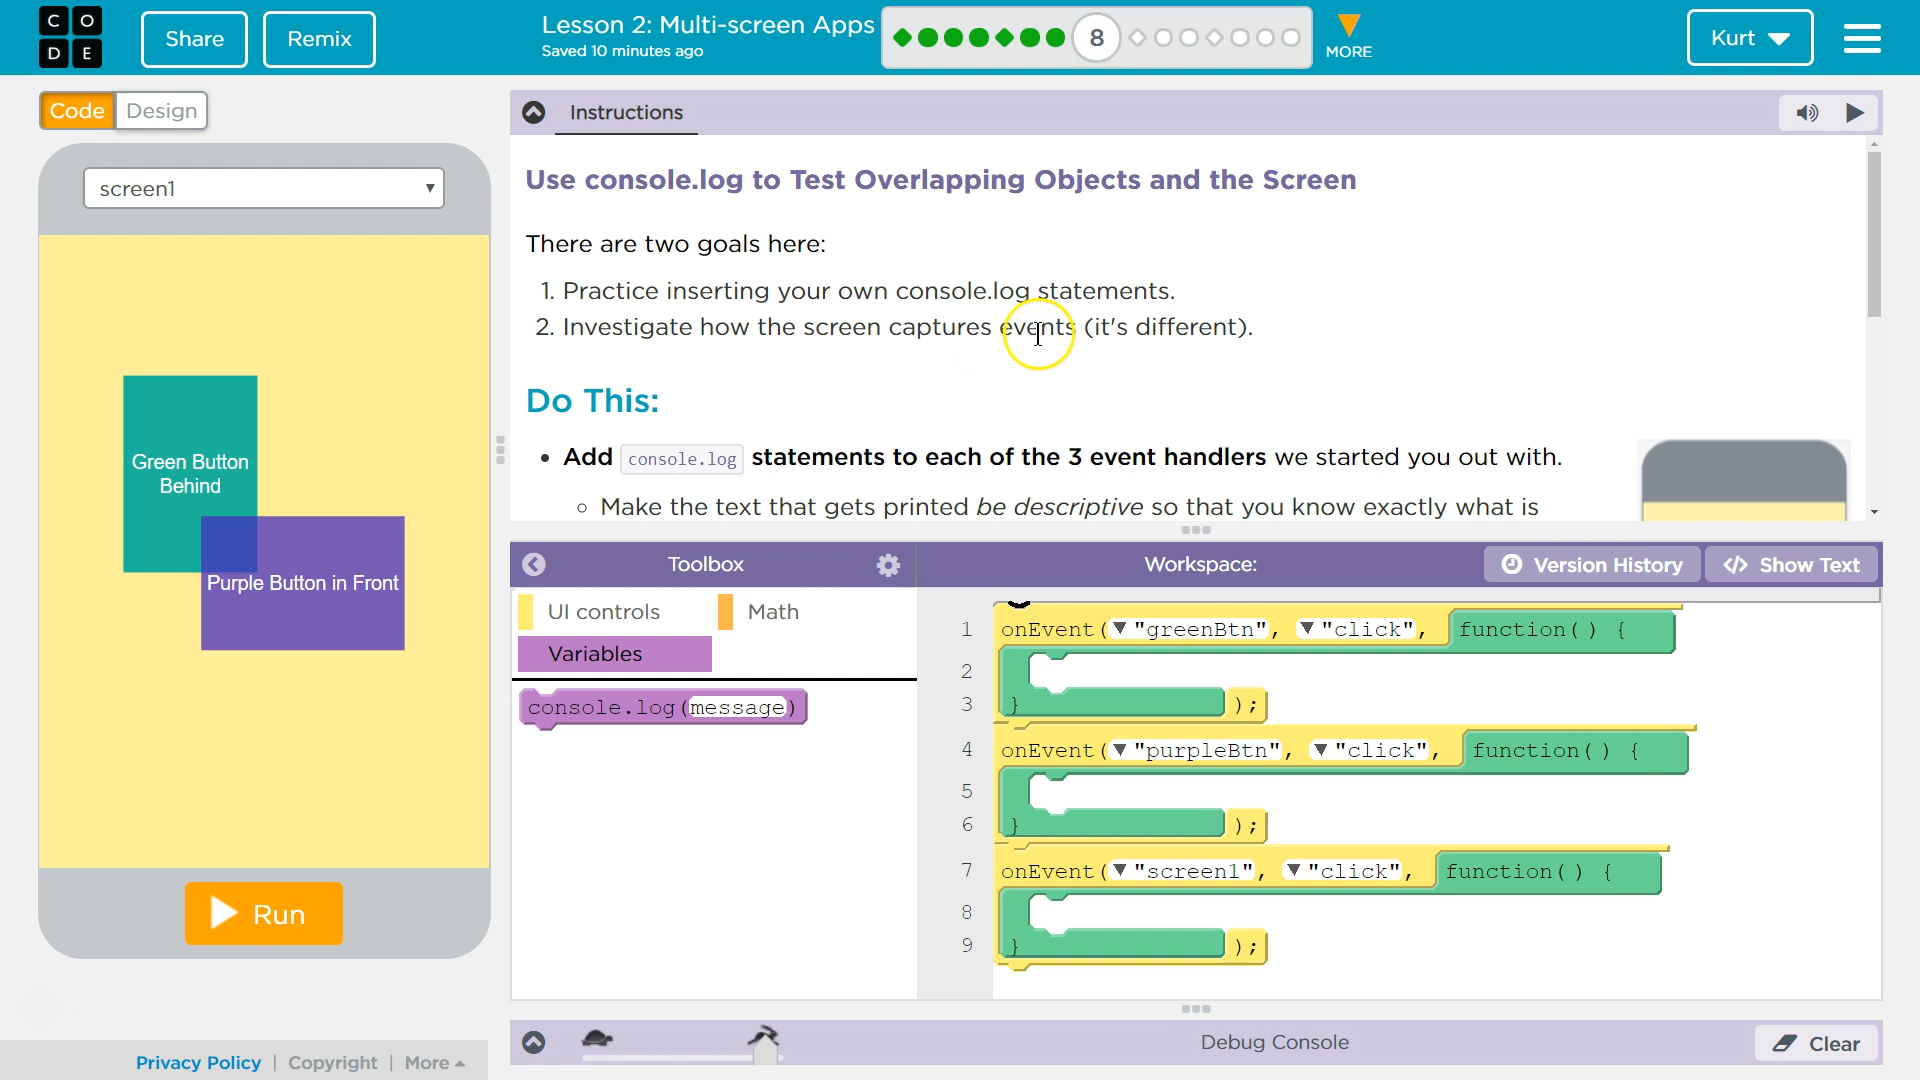 C O D E
Share
Remix
Lesson 2: Multi-screen Apps
Saved 10 minutes ago
8
MORE
Kurt
Code
Design
screen1
Green Button
Behind
Purple Button in Front
Run
Instructions
Use console.log to Test Overlapping Objects and the Screen
There are two goals here:
1. Practice inserting your own console.log statements.
2. Investigate how the screen captures events (it's different).
Do This:
• Add console.log statements to each of the 3 event handlers we started you out with.
○ Make the text that gets printed be descriptive so that you know exactly what is
Toolbox
Workspace:
Version History
</> Show Text
UI controls
Math
Variables
console.log(message)
1 onEvent(▼"greenBtn", ▼"click", function( ) {
2
3 } );
4 onEvent(▼"purpleBtn", ▼"click", function( ) {
5
6 } );
7 onEvent(▼"screen1", ▼"click", function( ) {
8
9 } );
Debug Console
Clear
Privacy Policy | Copyright | More